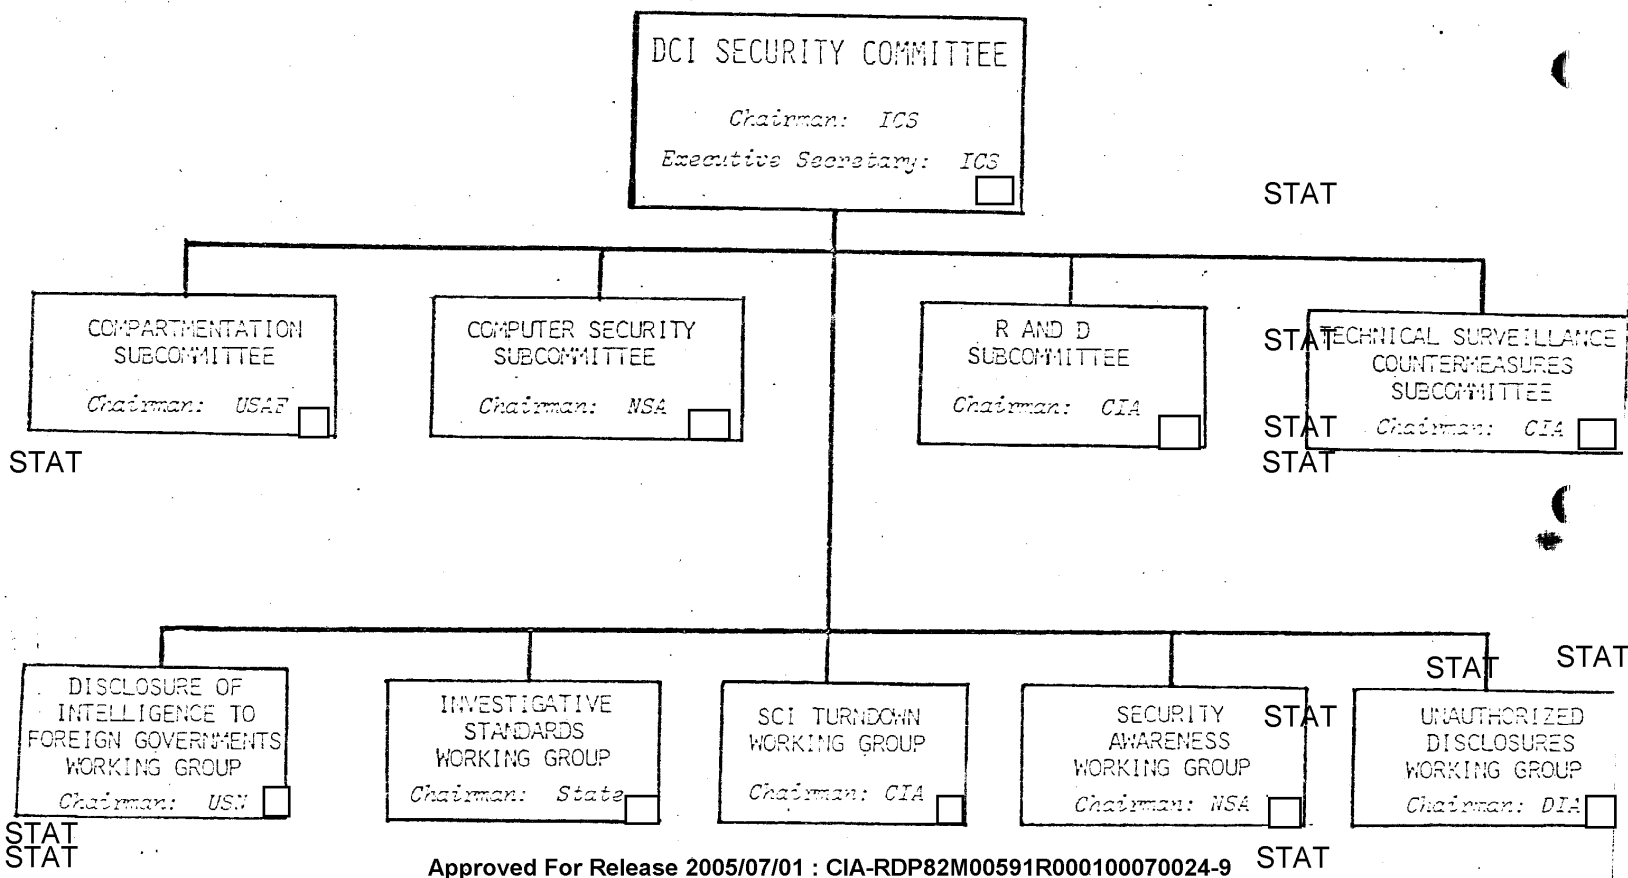 DCI SECURITY COMMITTEE
Chairman: ICS
Executive Secretary: ICS
STAT
COMPARTMENTATION
SUBCOMMITTEE
Chairman: USAF
STAT
COMPUTER SECURITY
SUBCOMMITTEE
Chairman: NSA
R AND D
SUBCOMMITTEE
Chairman: CIA
STAT
STAT
STAT
TECHNICAL SURVEILLANCE
COUNTERMEASURES
SUBCOMMITTEE
Chairman: CIA
DISCLOSURE OF
INTELLIGENCE TO
FOREIGN GOVERNMENTS
WORKING GROUP
Chairman: USN
STAT
STAT
INVESTIGATIVE
STANDARDS
WORKING GROUP
Chairman: State
SCI TURNDOWN
WORKING GROUP
Chairman: CIA
SECURITY
AWARENESS
WORKING GROUP
Chairman: NSA
STAT
STAT
STAT
UNAUTHORIZED
DISCLOSURES
WORKING GROUP
Chairman: DIA
Approved For Release 2005/07/01 : CIA-RDP82M00591R000100070024-9
STAT